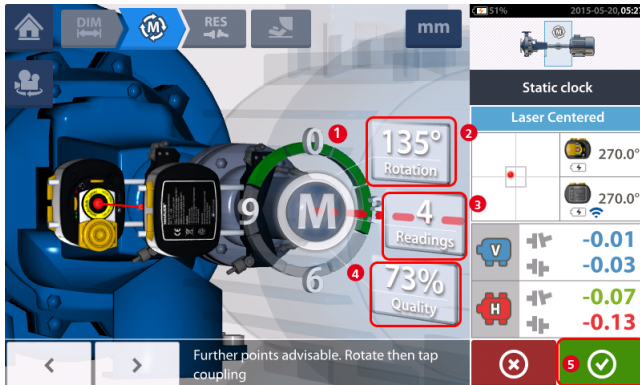 DIM
M
RES
mm
51%
2015-05-20, 05:27
M
Static clock
Laser Centered
270.0°
270.0°
0
1
135°
Rotation
2
9
M
3
4
Readings
3
6
4
73%
Quality
V
-0.01
-0.03
H
-0.07
-0.13
Further points advisable. Rotate then tap
coupling
5